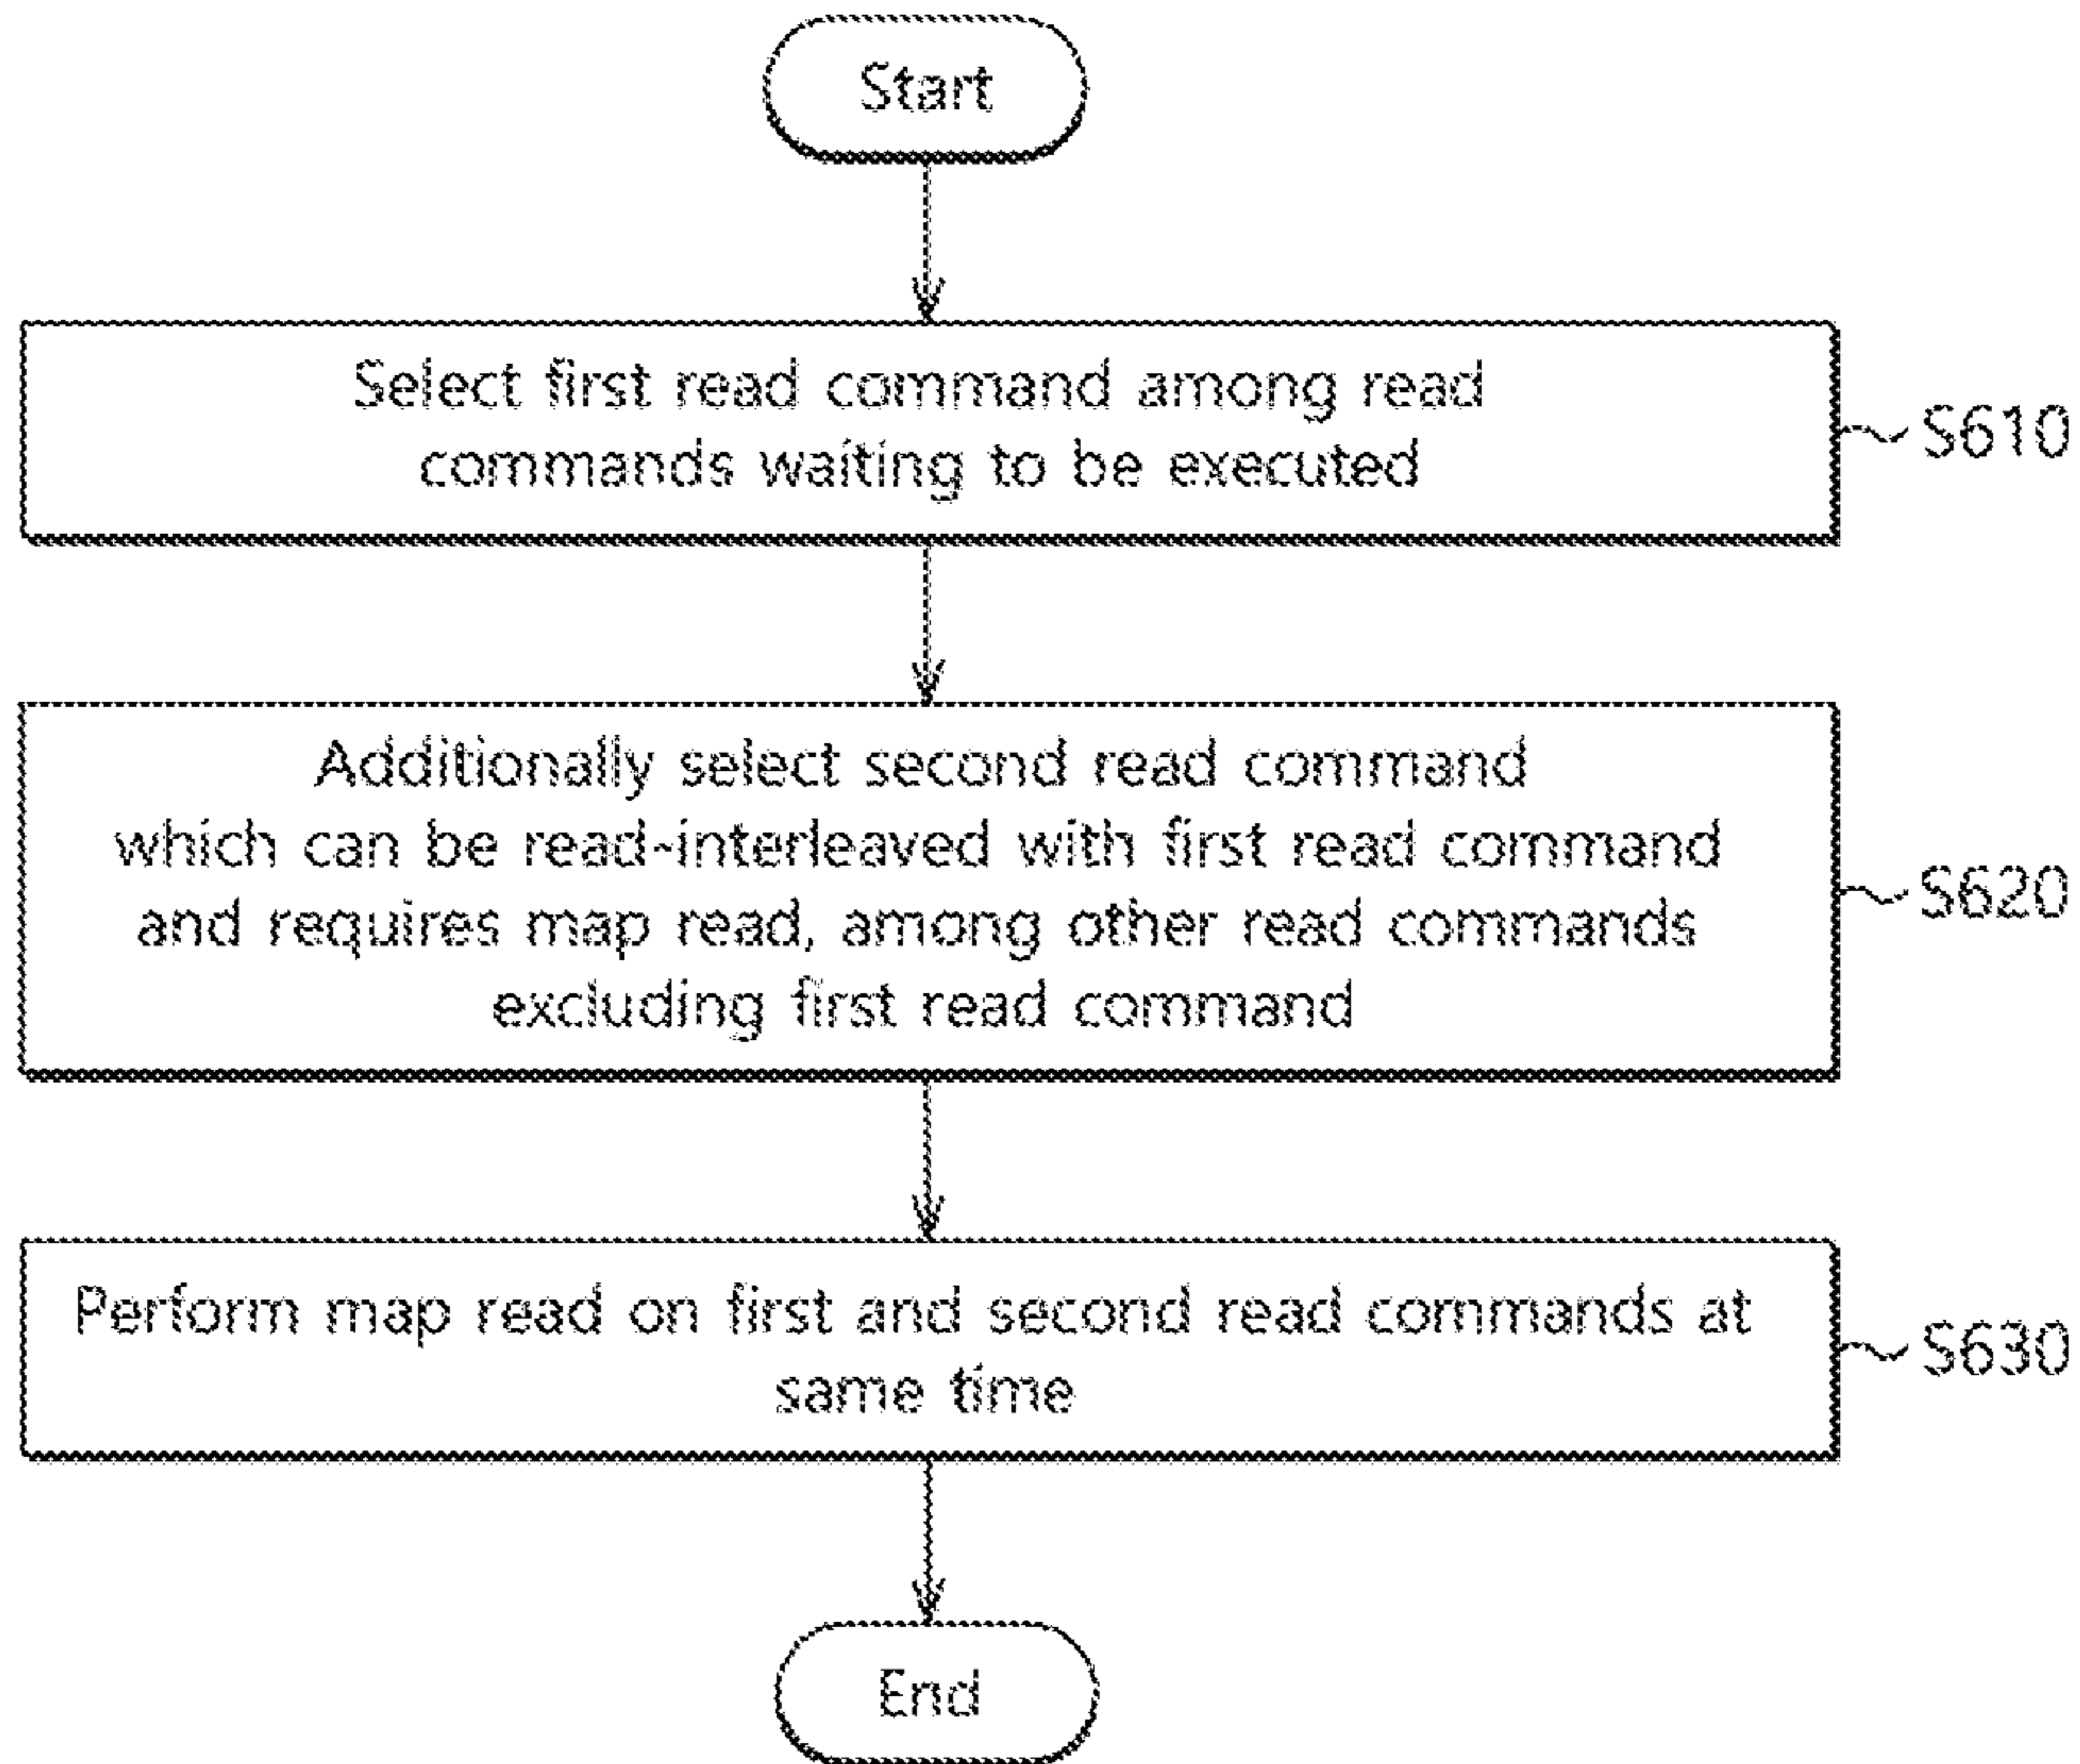 Start
Select first read command among read
commands waiting to be executed
S610
Additionally select second read command
which can be read-interleaved with first read command
and requires map read, among other read commands
excluding first read command
S620
Perform map read on first and second read commands at
same time
S630
End